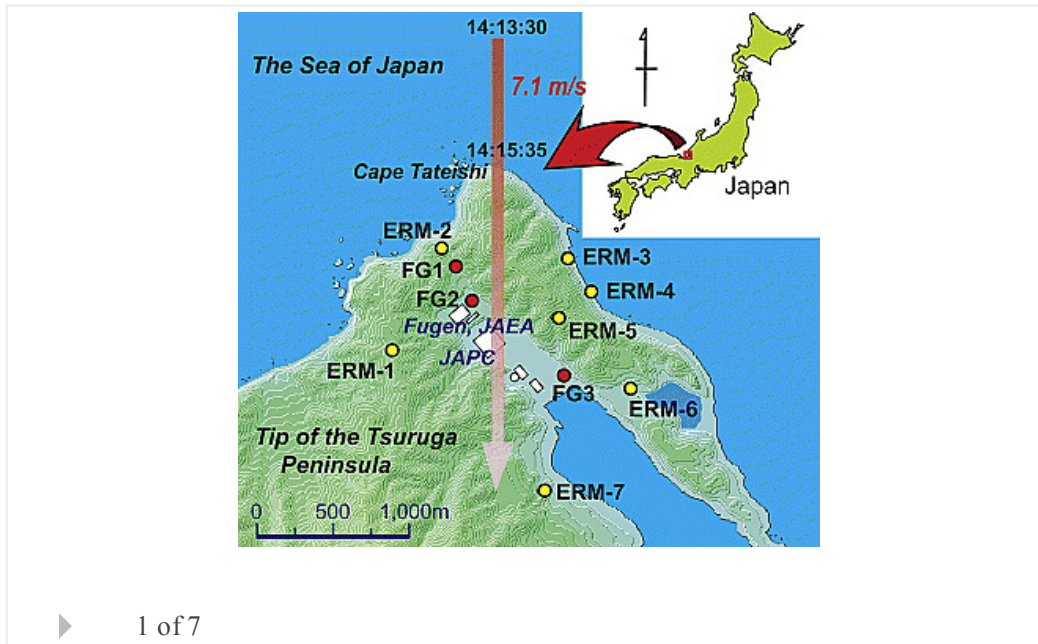 14:13:30
The Sea of Japan
7.1 m/s
14:15:35
Cape Tateishi
Japan
ERM-2
ERM-3
FG1
ERM-4
FG2
Fugen, JAEA
ERM-5
JAPC
ERM-1
FG3
ERM-6
Tip of the Tsuruga
Peninsula
ERM-7
0 500 1,000m
1 of 7